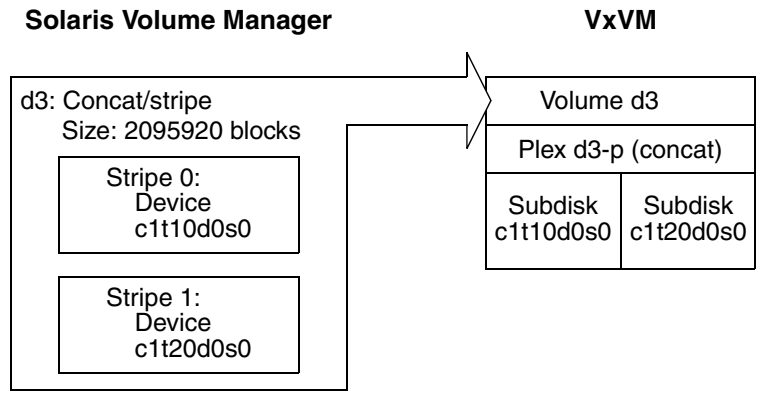 Solaris Volume Manager
VxVM
d3: Concat/stripe
Size: 2095920 blocks
Stripe 0:
Device
c1t10d0s0
Stripe 1:
Device
c1t20d0s0
Volume d3
Plex d3-p (concat)
Subdisk
c1t10d0s0
Subdisk
c1t20d0s0